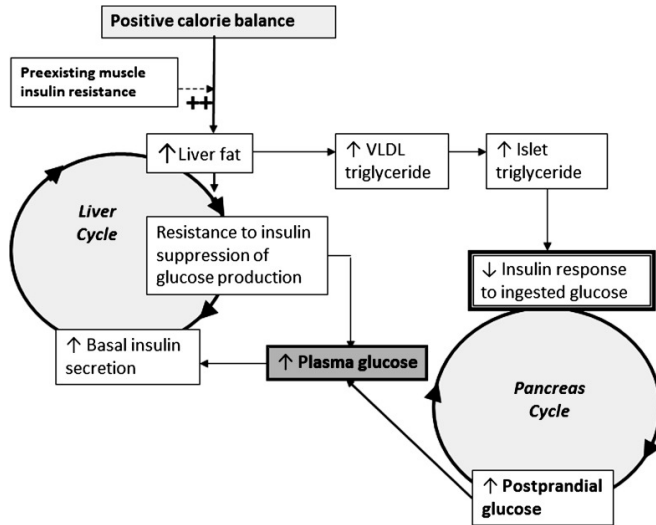 Positive calorie balance
Preexisting muscle
insulin resistance
++
↑ Liver fat
↑ VLDL
triglyceride
↑ Islet
triglyceride
Liver
Cycle
Resistance to insulin
suppression of
glucose production
↓ Insulin response
to ingested glucose
↑ Basal insulin
secretion
↑ Plasma glucose
Pancreas
Cycle
↑ Postprandial
glucose